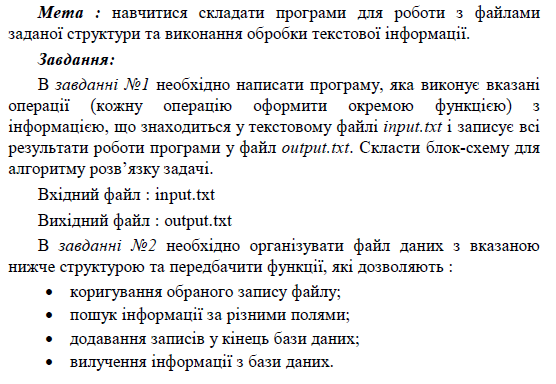 Мета : навчитися складати програми для роботи з файлами
заданої структури та виконання обробки текстової інформації.
Завдання:
В завданні №1 необхідно написати програму, яка виконує вказані
операції (кожну операцію оформити окремою функцією) з
інформацією, що знаходиться у текстовому файлі input.txt і записує всі
результати роботи програми у файл output.txt. Скласти блок-схему для
алгоритму розв’язку задачі.
Вхідний файл : input.txt
Вихідний файл : output.txt
В завданні №2 необхідно організувати файл даних з вказаною
нижче структурою та передбачити функції, які дозволяють :
• коригування обраного запису файлу;
• пошук інформації за різними полями;
• додавання записів у кінець бази даних;
• вилучення інформації з бази даних.